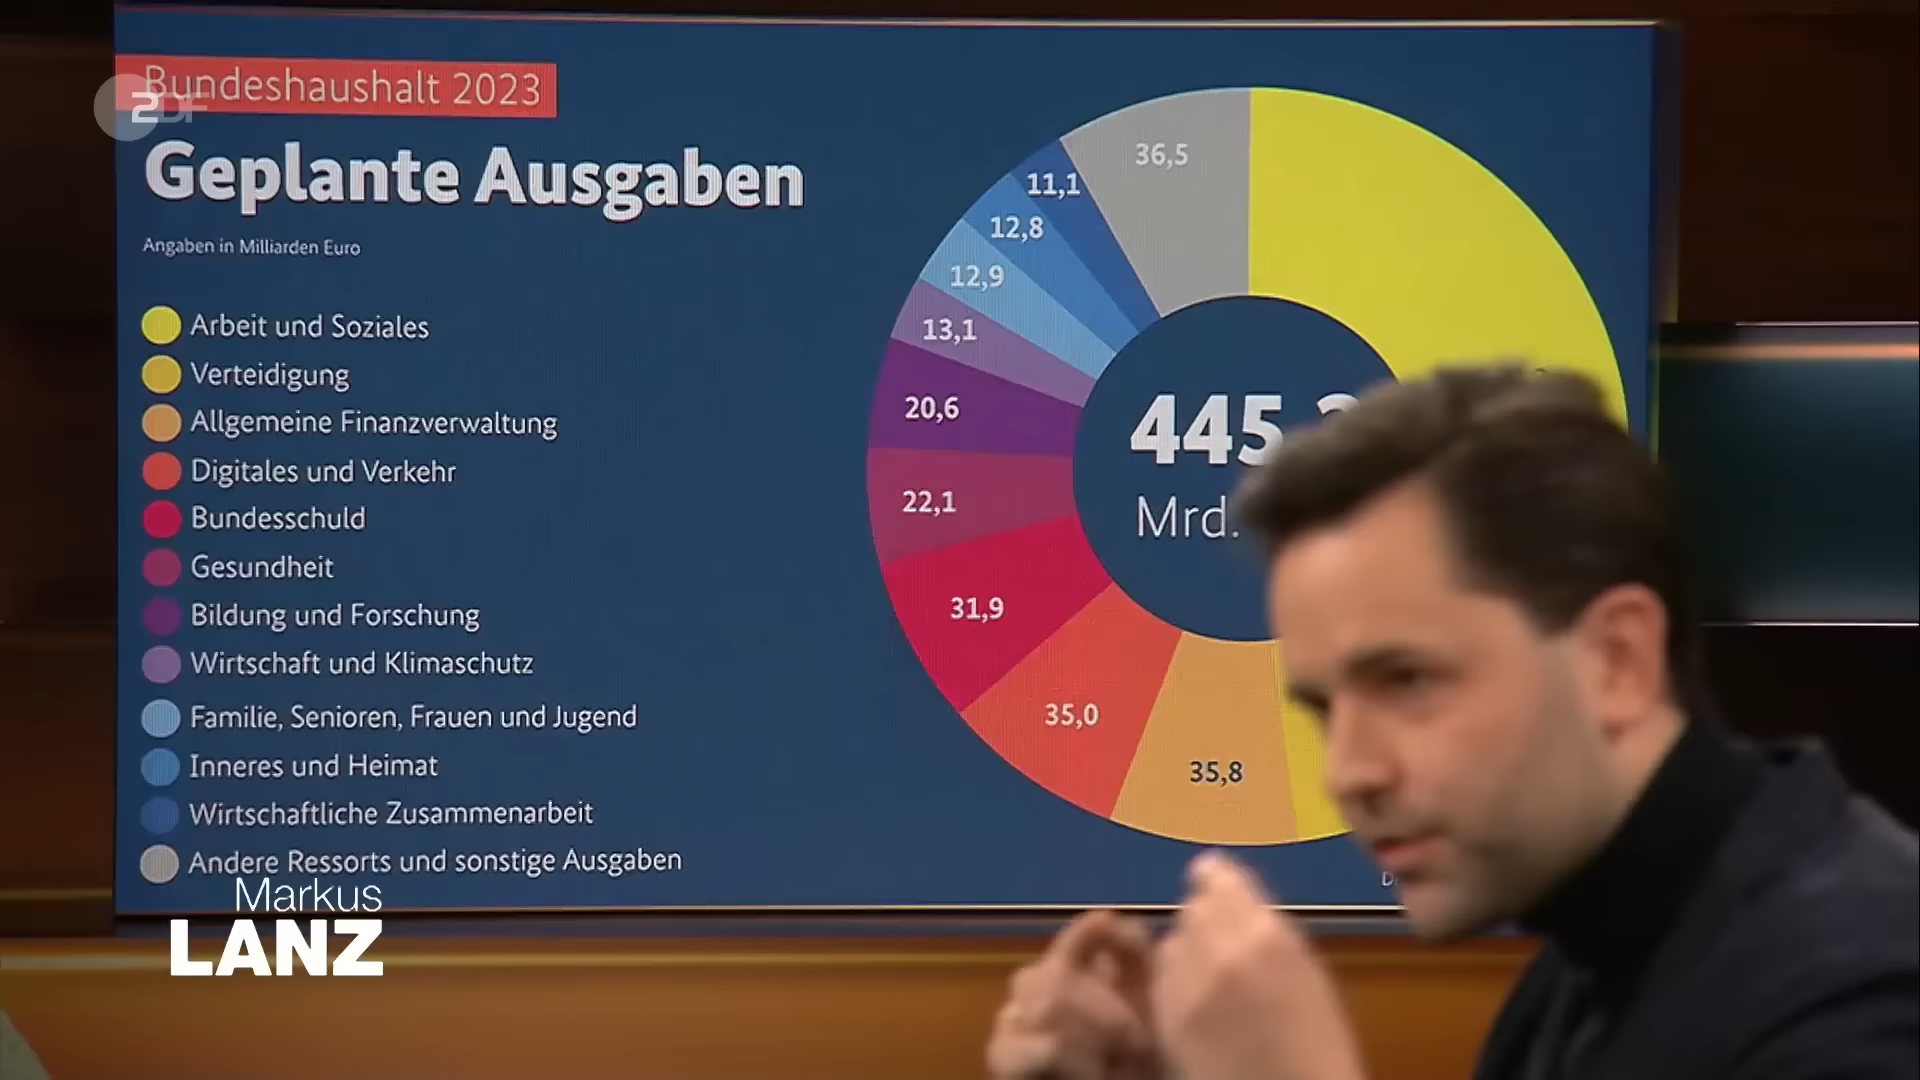 Bundeshaushalt 2023
ZDF
Geplante Ausgaben
Angaben in Milliarden Euro
Arbeit und Soziales
Verteidigung
Allgemeine Finanzverwaltung
Digitales und Verkehr
Bundesschuld
Gesundheit
Bildung und Forschung
Wirtschaft und Klimaschutz
Familie, Senioren, Frauen und Jugend
Inneres und Heimat
Wirtschaftliche Zusammenarbeit
Andere Ressorts und sonstige Ausgaben
36,5
11,1
12,8
12,9
13,1
20,6
22,1
31,9
35,0
35,8
445
Mrd.
Markus
LANZ